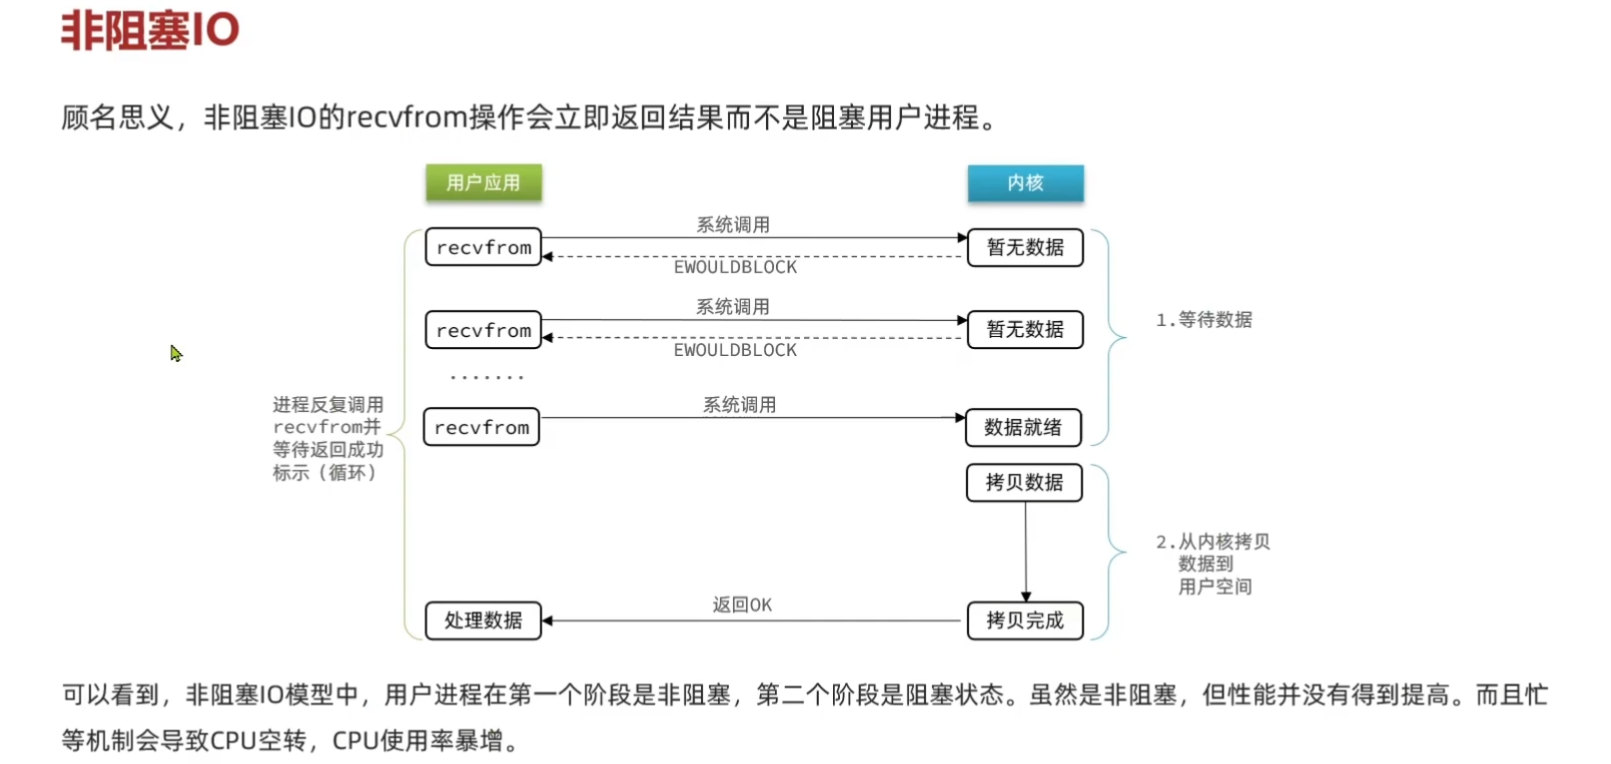 非阻塞IO
顾名思义，非阻塞IO的recvfrom操作会立即返回结果而不是阻塞用户进程。
用户应用
内核
系统调用
recvfrom
暂无数据
EWOULDBLOCK
系统调用
recvfrom
暂无数据
EWOULDBLOCK
1.等待数据
.......
系统调用
recvfrom
数据就绪
进程反复调用
recvfrom并
等待返回成功
标示（循环）
拷贝数据
2.从内核拷贝
数据到
用户空间
返回OK
处理数据
拷贝完成
可以看到，非阻塞IO模型中，用户进程在第一个阶段是非阻塞，第二个阶段是阻塞状态。虽然是非阻塞，但性能并没有得到提高。而且忙
等机制会导致CPU空转，CPU使用率暴增。